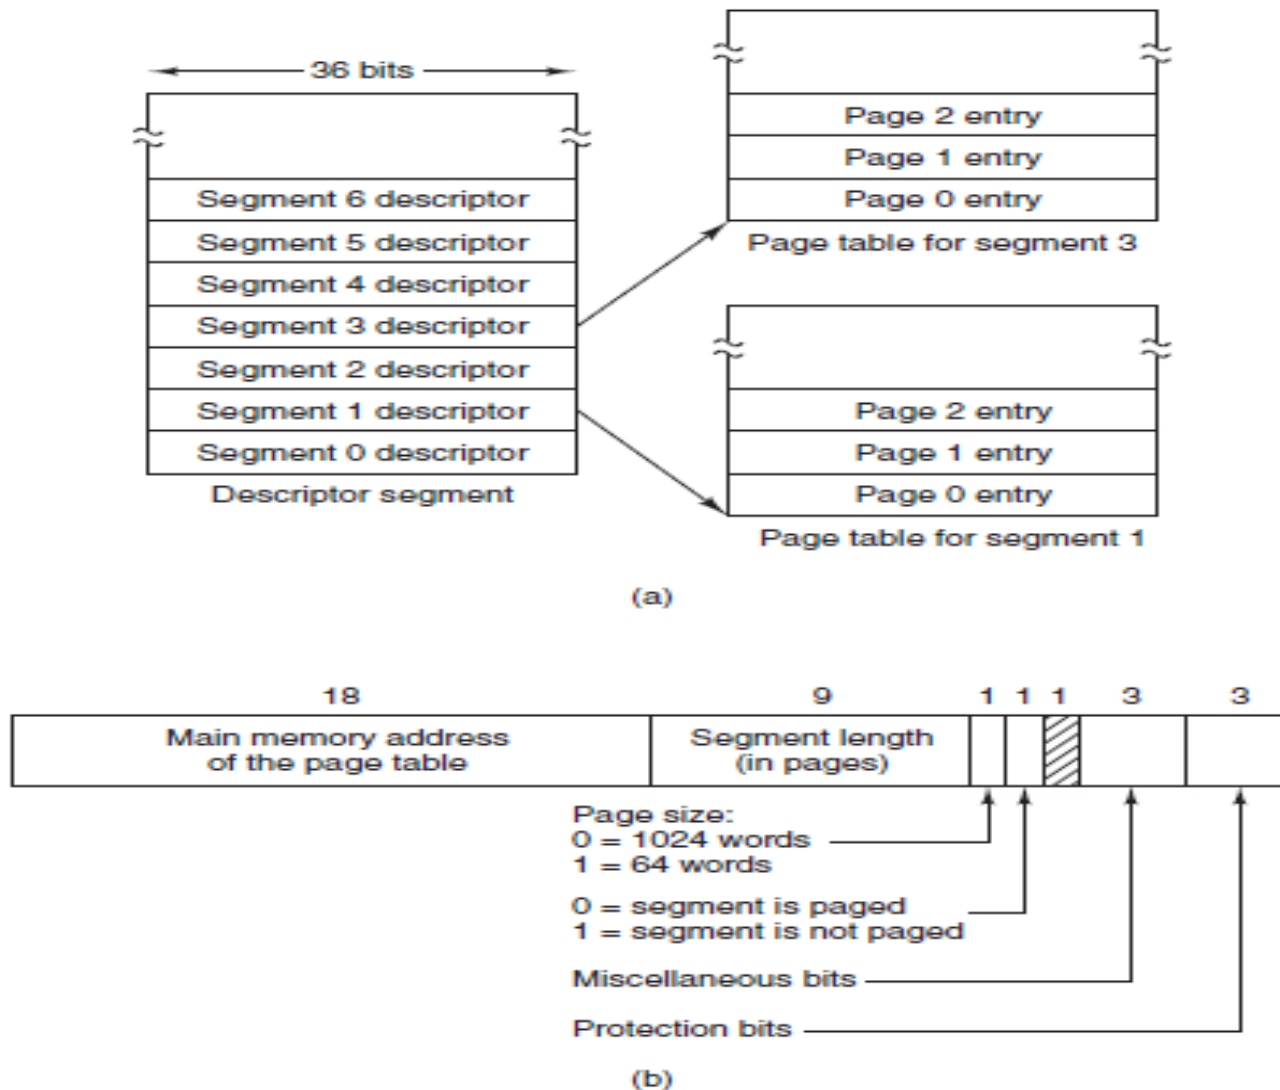 36 bits
Segment 6 descriptor
Segment 5 descriptor
Segment 4 descriptor
Segment 3 descriptor
Segment 2 descriptor
Segment 1 descriptor
Segment 0 descriptor
Descriptor segment
Page 2 entry
Page 1 entry
Page 0 entry
Page table for segment 3
Page 2 entry
Page 1 entry
Page 0 entry
Page table for segment 1
(a)
18 9 1 1 1 3 3
Main memory address
of the page table
Segment length
(in pages)
Page size:
0 = 1024 words
1 = 64 words
0 = segment is paged
1 = segment is not paged
Miscellaneous bits
Protection bits
(b)